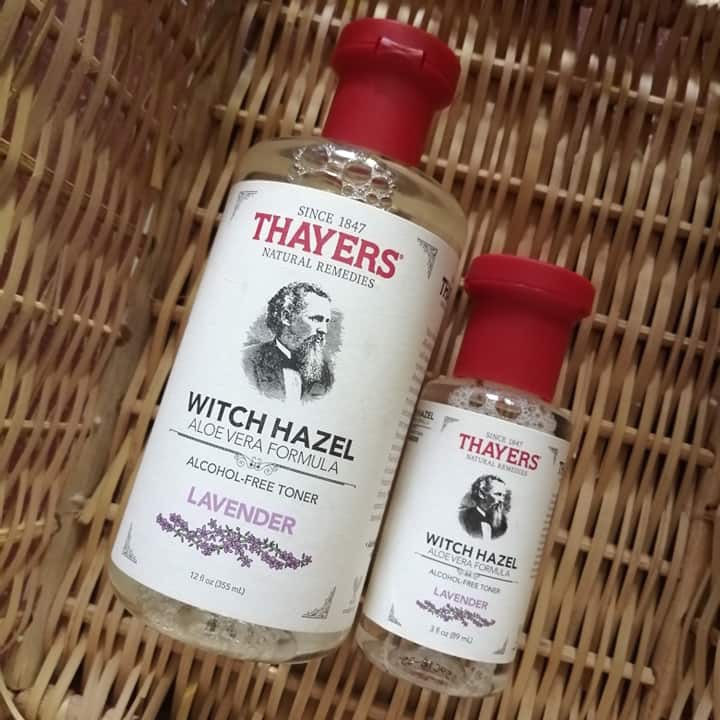 SINCE 1847
THAYERS®
NATURAL REMEDIES
WITCH HAZEL
ALOE VERA FORMULA
ALCOHOL-FREE TONER
LAVENDER
12 fl oz (355 mL)
HAZEL
SINCE 1847
THAYERS®
NATURAL REMEDIES
WITCH HAZEL
ALOE VERA FORMULA
ALCOHOL-FREE TONER
LAVENDER
3 fl oz (89 mL)